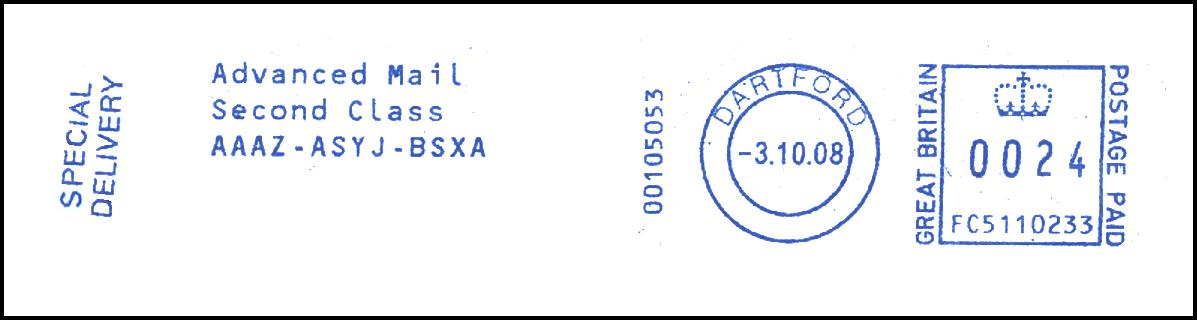 SPECIAL
DELIVERY
Advanced Mail
Second Class
AAAZ-ASYJ-BSXA
00105053
DARTFORD
-3.10.08
GREAT BRITAIN
0024
FC5110233
POSTAGE PAID